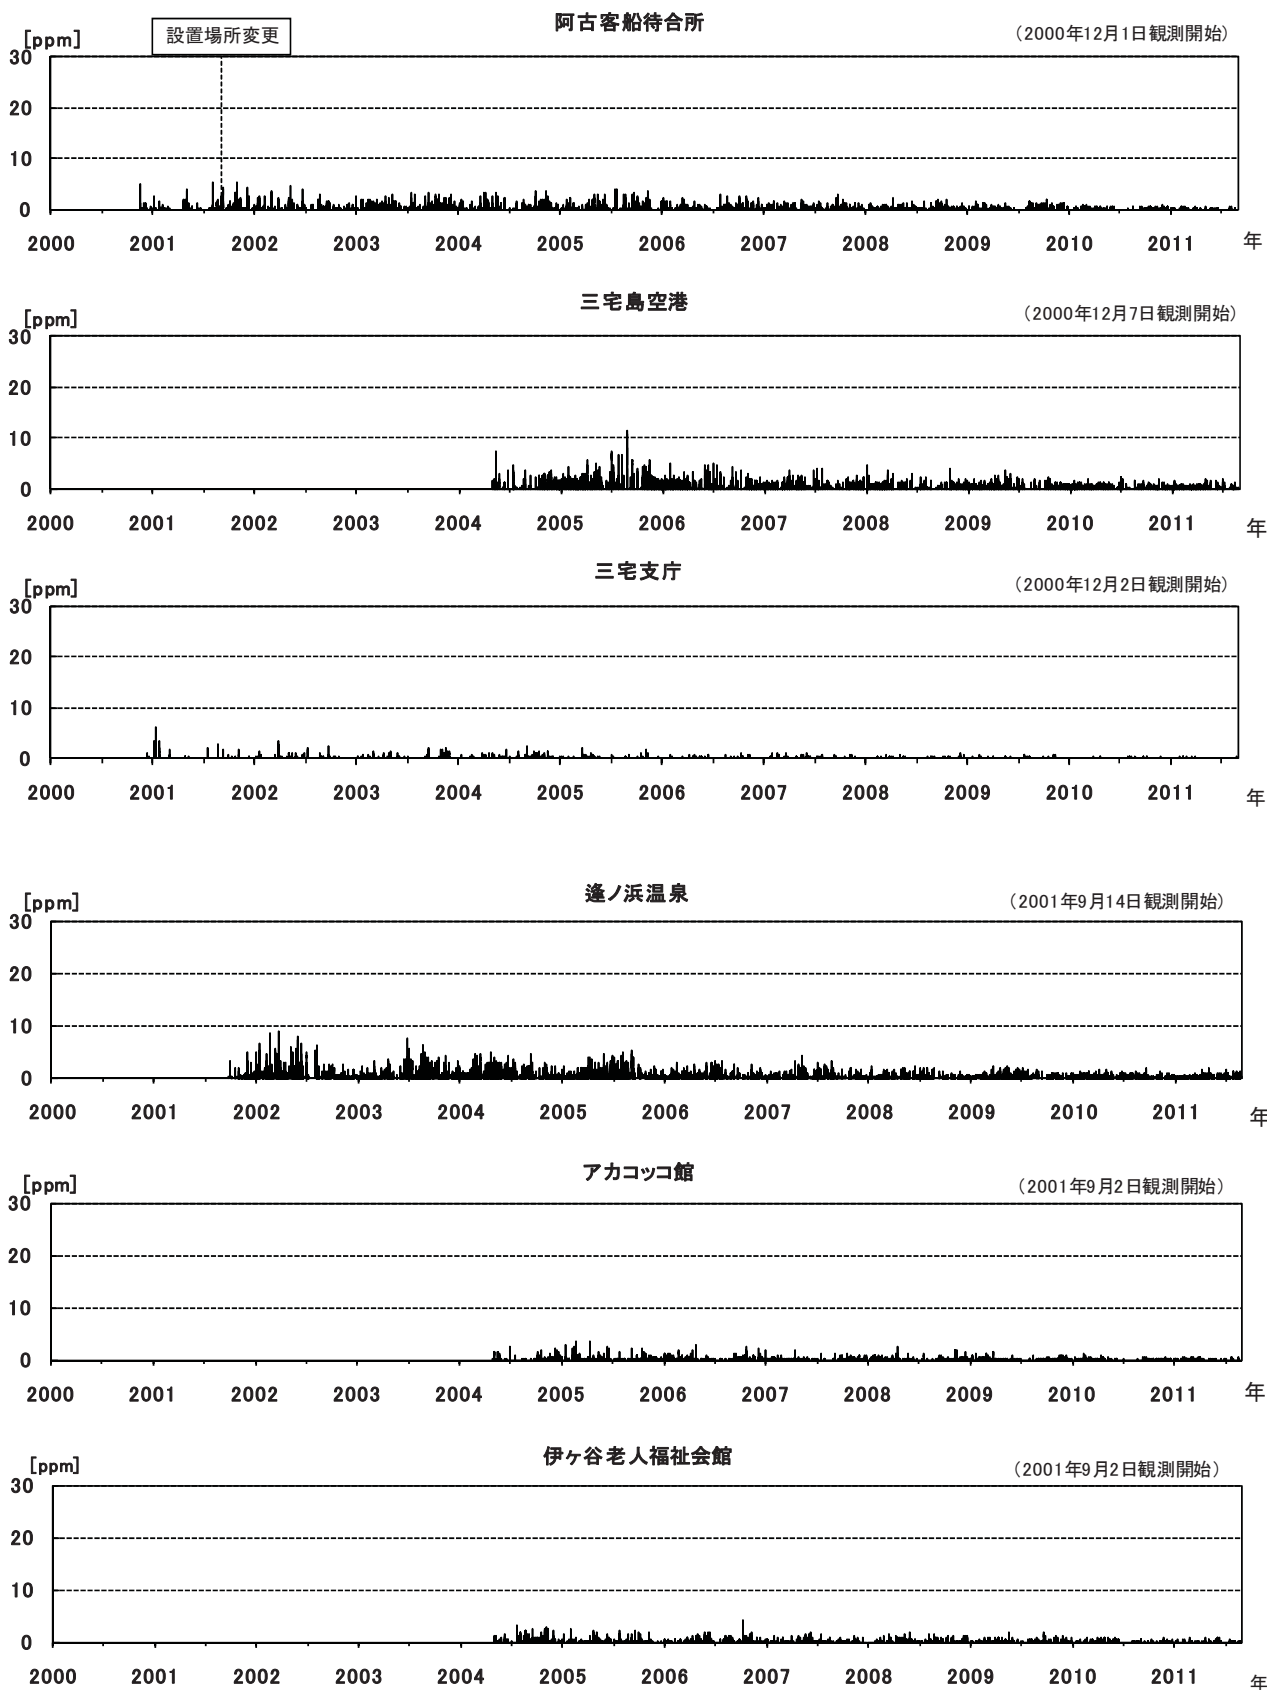 阿古客船待合所
設置場所変更
[ppm]
(2000年12月1日観測開始)
30
20
10
0
2000 2001 2002 2003 2004 2005 2006 2007 2008 2009 2010 2011 年
三宅島空港
[ppm]
(2000年12月7日観測開始)
30
20
10
0
2000 2001 2002 2003 2004 2005 2006 2007 2008 2009 2010 2011 年
三宅支庁
[ppm]
(2000年12月2日観測開始)
30
20
10
0
2000 2001 2002 2003 2004 2005 2006 2007 2008 2009 2010 2011 年
逢ノ浜温泉
[ppm]
(2001年9月14日観測開始)
30
20
10
0
2000 2001 2002 2003 2004 2005 2006 2007 2008 2009 2010 2011 年
アカコッコ館
[ppm]
(2001年9月2日観測開始)
30
20
10
0
2000 2001 2002 2003 2004 2005 2006 2007 2008 2009 2010 2011 年
伊ヶ谷老人福祉会館
[ppm]
(2001年9月2日観測開始)
30
20
10
0
2000 2001 2002 2003 2004 2005 2006 2007 2008 2009 2010 2011 年